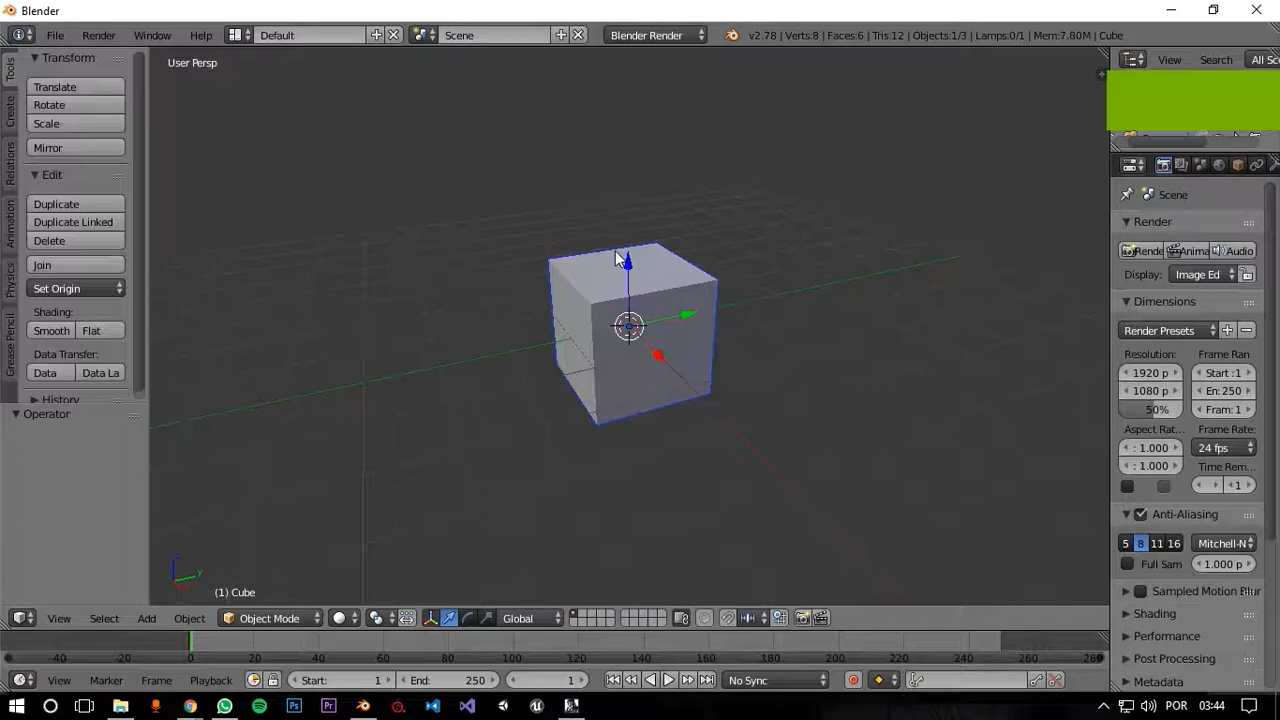 Blender
File Render Window Help Default Scene Blender Render v2.78 | Verts:8 | Faces:6 | Tris:12 | Objects:1/3 | Lamps:0/1 | Mem:7.80M | Cube
Tools
Create
Relations
Animation
Physics
Grease Pencil
Transform
Translate
Rotate
Scale
Mirror
Edit
Duplicate
Duplicate Linked
Delete
Join
Set Origin
Shading:
Smooth Flat
Data Transfer:
Data Data La
History
Operator
User Persp
(1) Cube
View Search All Sce
Scene
Render
Rende Anima Audio
Display: Image Ed
Dimensions
Render Presets
Resolution: Frame Ran
1920 p Start :1
1080 p En: 250
50% Fram: 1
Aspect Rat... Frame Rate:
: 1.000 24 fps
: 1.000 Time Rem...
1
Anti-Aliasing
5 8 11 16 Mitchell-N
Full Sam 1.000 p
Sampled Motion Blur
Shading
Performance
Post Processing
Metadata
View Select Add Object Object Mode Global
-40 -20 0 20 40 60 80 100 120 140 160 180 200 220 240 260 280
View Marker Frame Playback Start: 1 End: 250 1 No Sync
Ps Pr POR 03:44